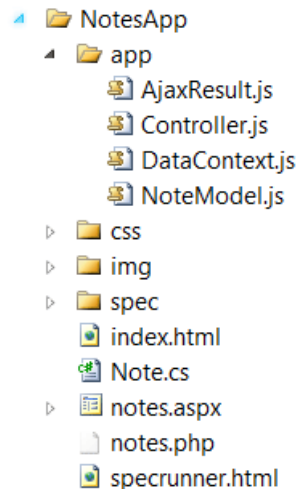 NotesApp
app
AjaxResult.js
Controller.js
DataContext.js
NoteModel.js
css
img
spec
index.html
Note.cs
notes.aspx
notes.php
specrunner.html